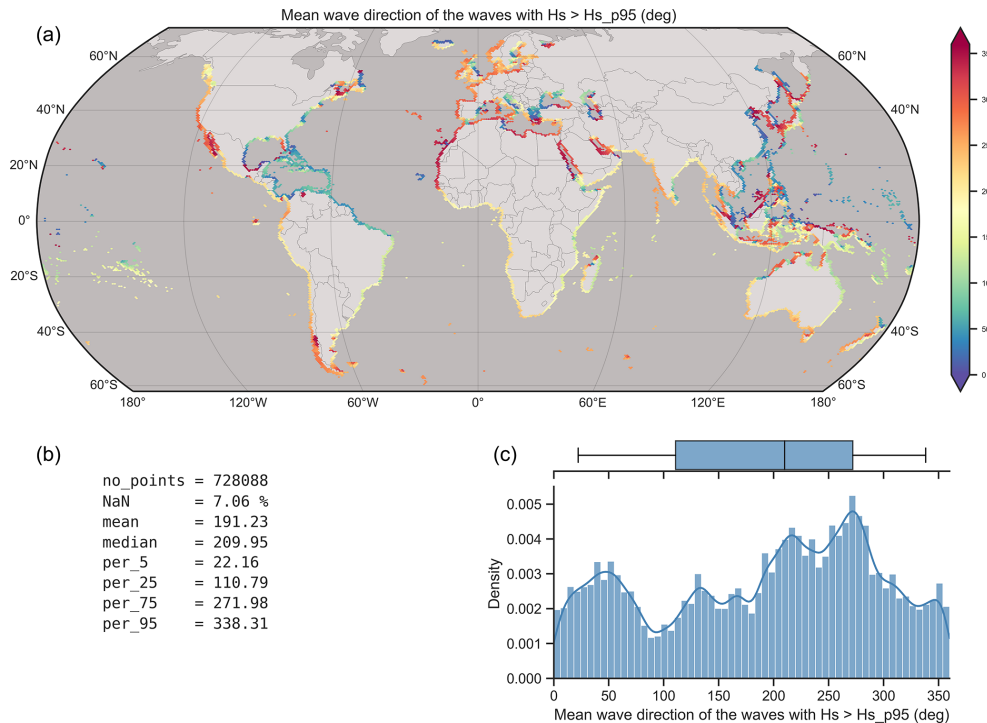 Mean wave direction of the waves with Hs > Hs_p95 (deg)
(a)
60°N
60°N
40°N
40°N
20°N
20°N
0°
0°
20°S
20°S
40°S
40°S
60°S
60°S
180°
120°W
60°W
0°
60°E
120°E
180°
0
50
(b)
no_points = 728088
NaN = 7.06 %
mean = 191.23
median = 209.95
per_5 = 22.16
per_25 = 110.79
per_75 = 271.98
per_95 = 338.31
(c)
Density
0.005
0.004
0.003
0.002
0.001
0.000
0
50
100
150
200
250
300
350
Mean wave direction of the waves with Hs > Hs_p95 (deg)